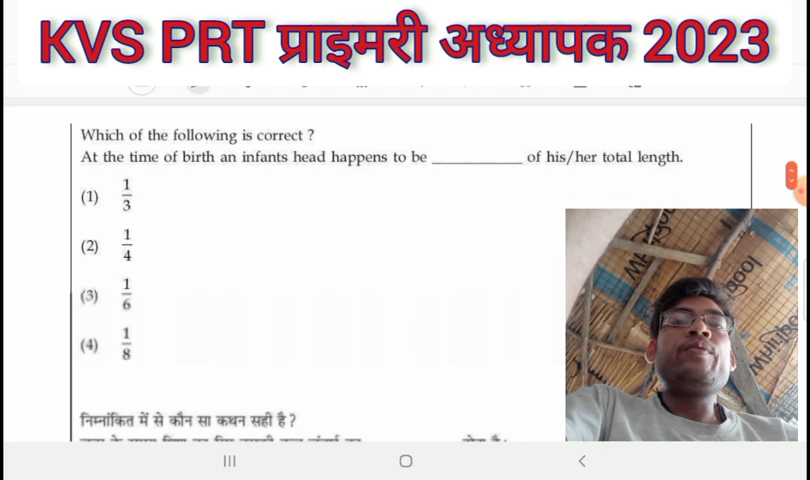 KVS PRT प्राइमरी अध्यापक 2023
Which of the following is correct ?
At the time of birth an infants head happens to be __________ of his/her total length.
(1) 1/3
(2) 1/4
(3) 1/6
(4) 1/8
निम्नांकित में से कौन सा कथन सही है ?